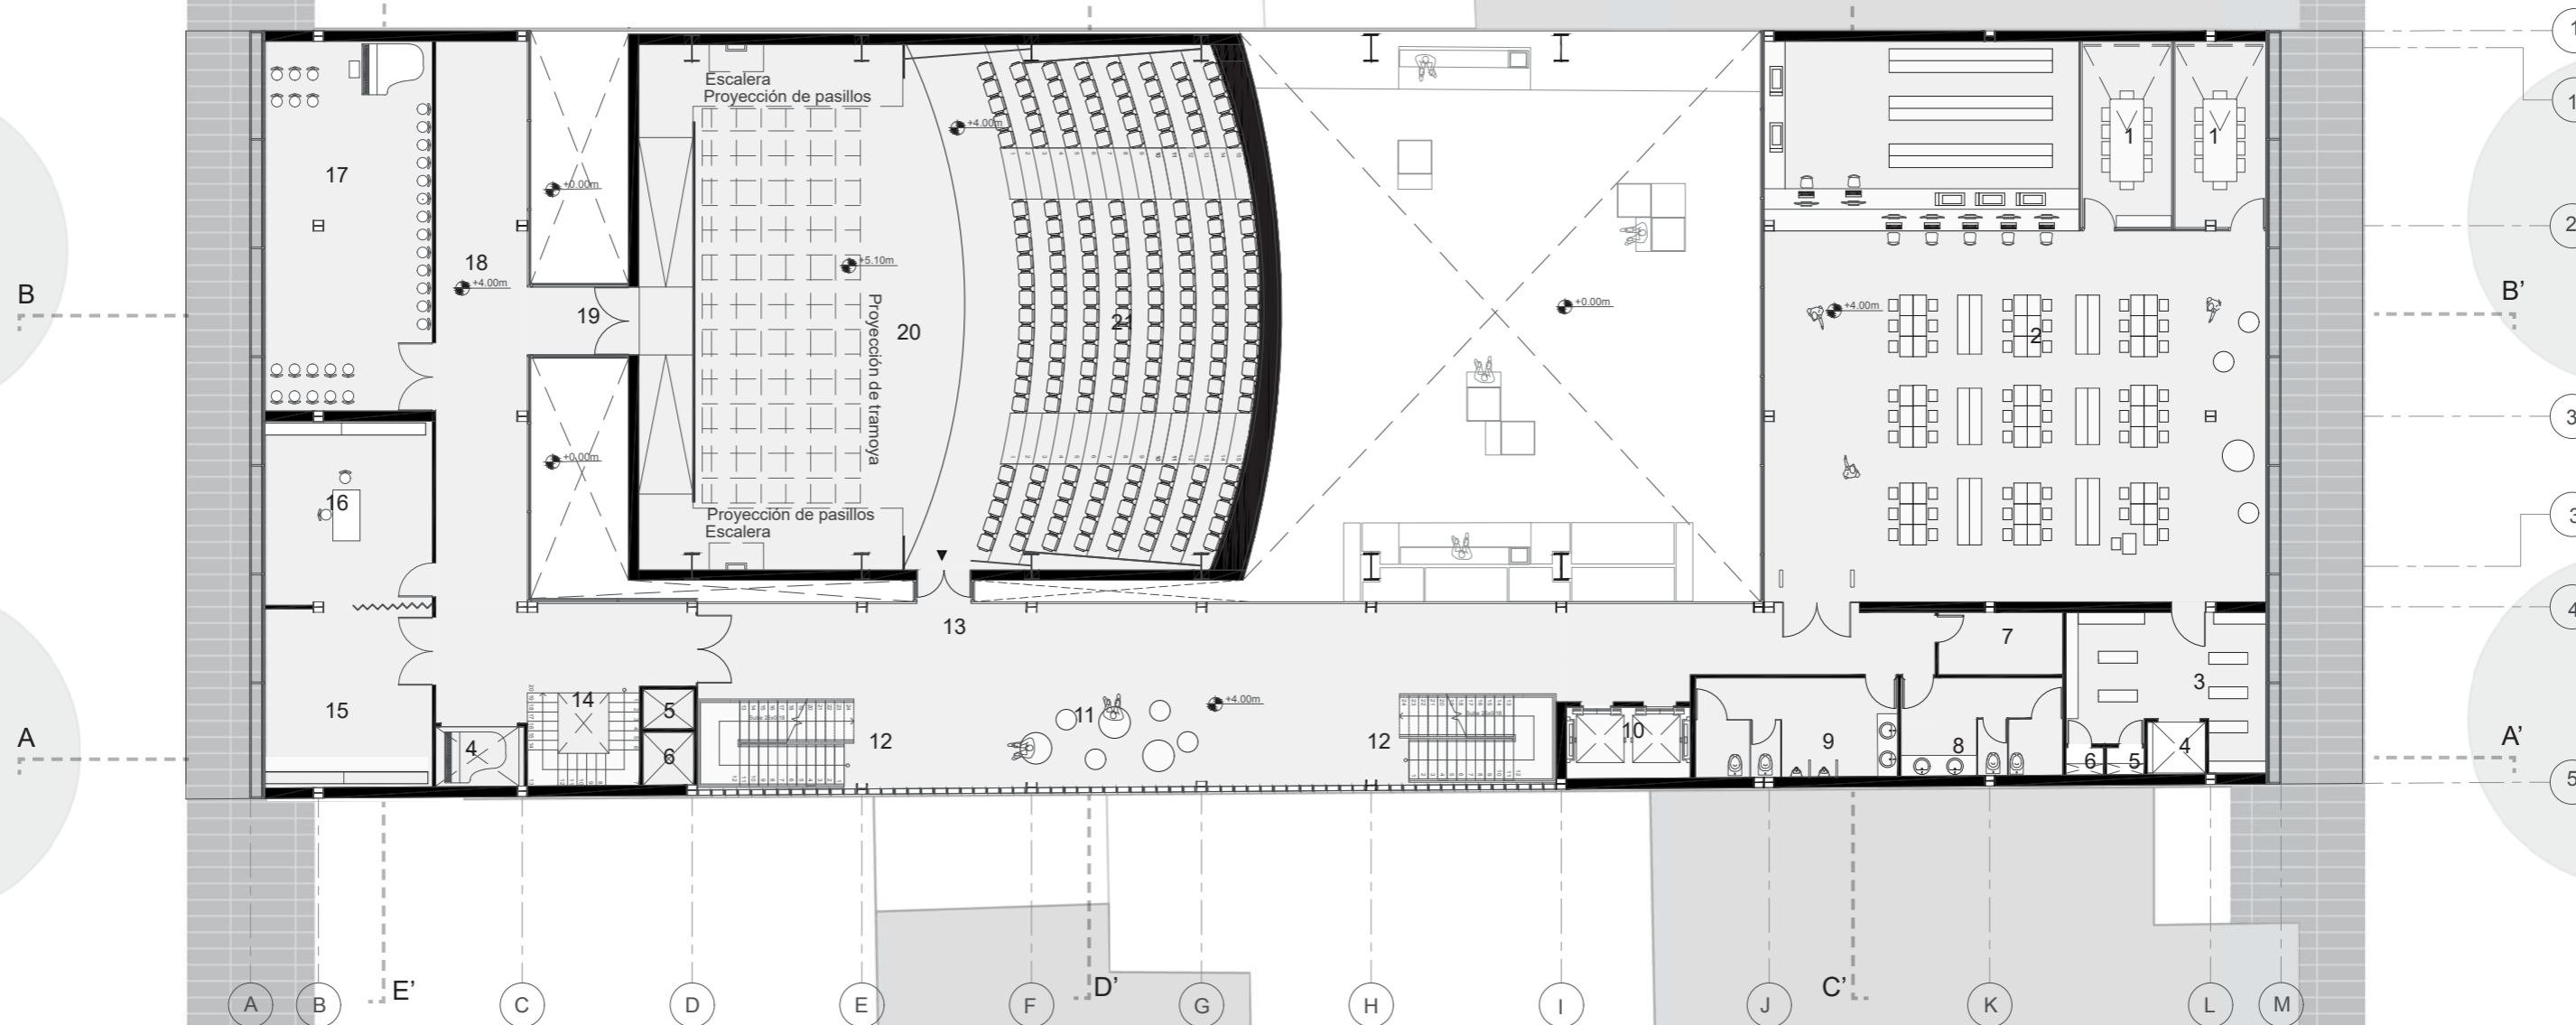 1
1
Escalera
Proyección de pasillos
+4.00m
1
1
17
+0.00m
2
18
+5.10m
+4.00m
B
B'
19
20
21
Proyección de tramoya
+0.00m
+4.00m
2
3
+0.00m
16
Proyección de pasillos
Escalera
3
4
13
7
15
14
5
11
+4.00m
3
A
A'
4
6
12
12
10
9
8
6
5
4
5
E'
D'
C'
A
B
C
D
E
F
G
H
I
J
K
L
M